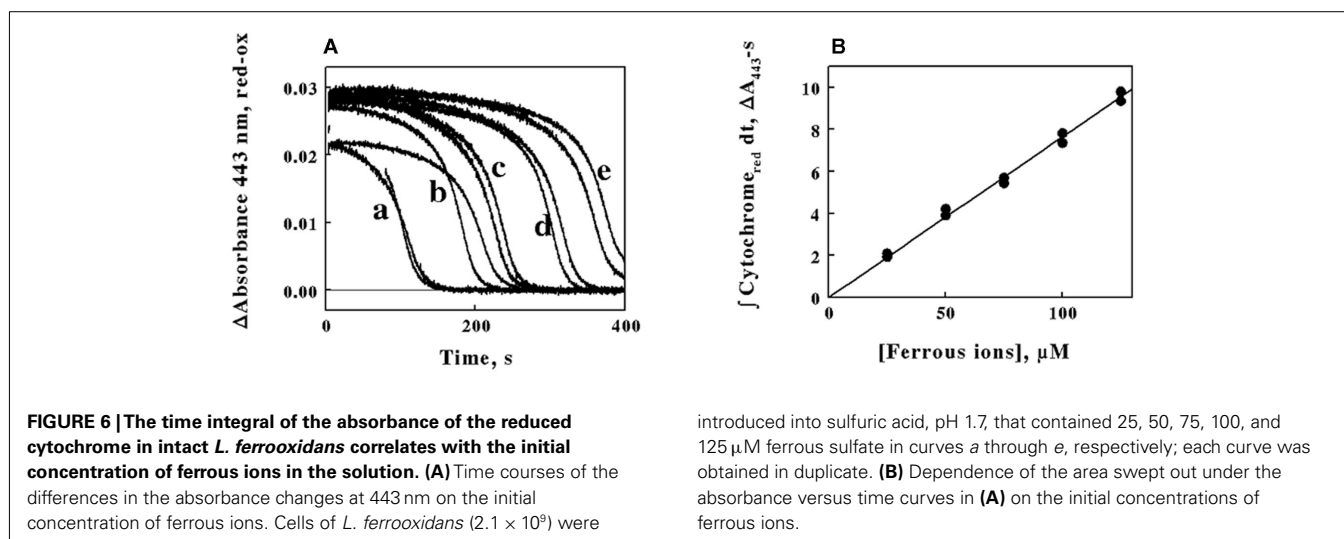 A
ΔAbsorbance 443 nm, red-ox
0.03
0.02
0.01
0.00
a
b
c
d
e
0
200
400
Time, s
B
∫ Cytochrome_red dt, ΔA_443-s
10
8
6
4
2
0
0
50
100
[Ferrous ions], μM
FIGURE 6 | The time integral of the absorbance of the reduced
cytochrome in intact L. ferrooxidans correlates with the initial
concentration of ferrous ions in the solution. (A) Time courses of the
differences in the absorbance changes at 443 nm on the initial
concentration of ferrous ions. Cells of L. ferrooxidans (2.1 × 10⁹) were
introduced into sulfuric acid, pH 1.7, that contained 25, 50, 75, 100, and
125 μM ferrous sulfate in curves a through e, respectively; each curve was
obtained in duplicate. (B) Dependence of the area swept out under the
absorbance versus time curves in (A) on the initial concentrations of
ferrous ions.